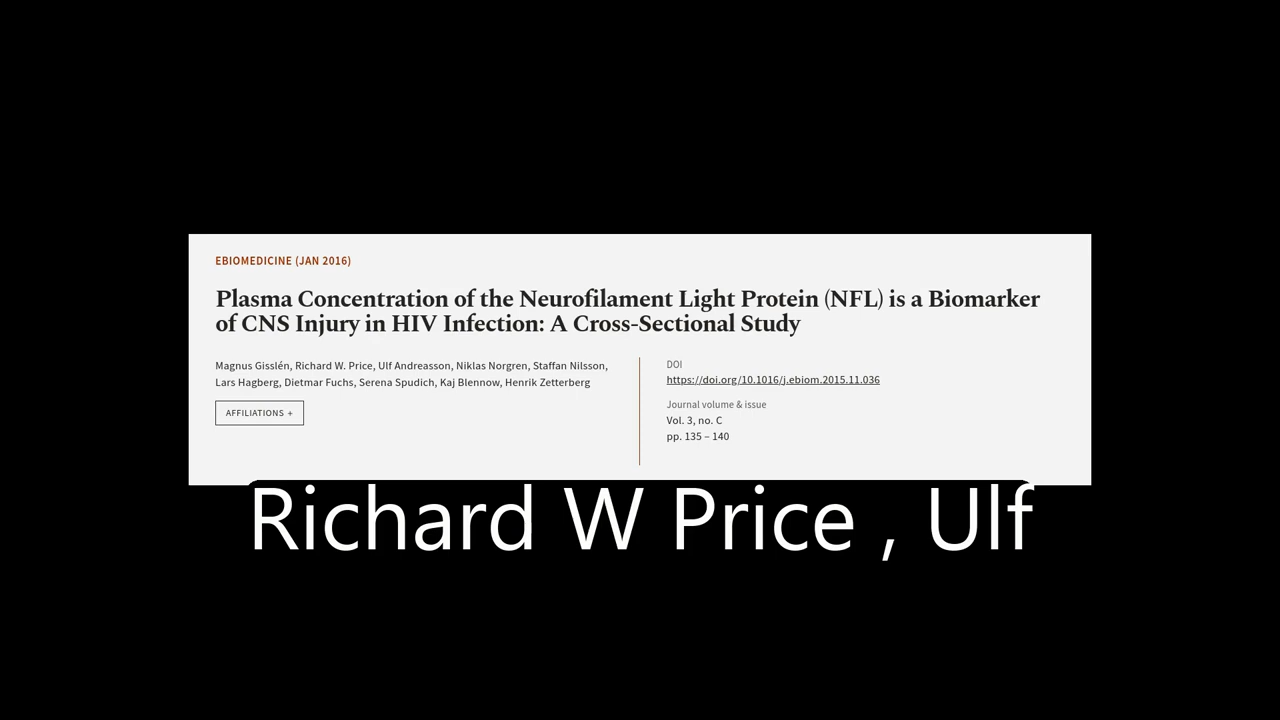 EBIOMEDICINE (JAN 2016)
Plasma Concentration of the Neurofilament Light Protein (NFL) is a Biomarker
of CNS Injury in HIV Infection: A Cross-Sectional Study
Magnus Gisslén, Richard W. Price, Ulf Andreasson, Niklas Norgren, Staffan Nilsson,
Lars Hagberg, Dietmar Fuchs, Serena Spudich, Kaj Blennow, Henrik Zetterberg
AFFILIATIONS +
DOI
https://doi.org/10.1016/j.ebiom.2015.11.036
Journal volume & issue
Vol. 3, no. C
pp. 135 – 140
Richard W Price , Ulf